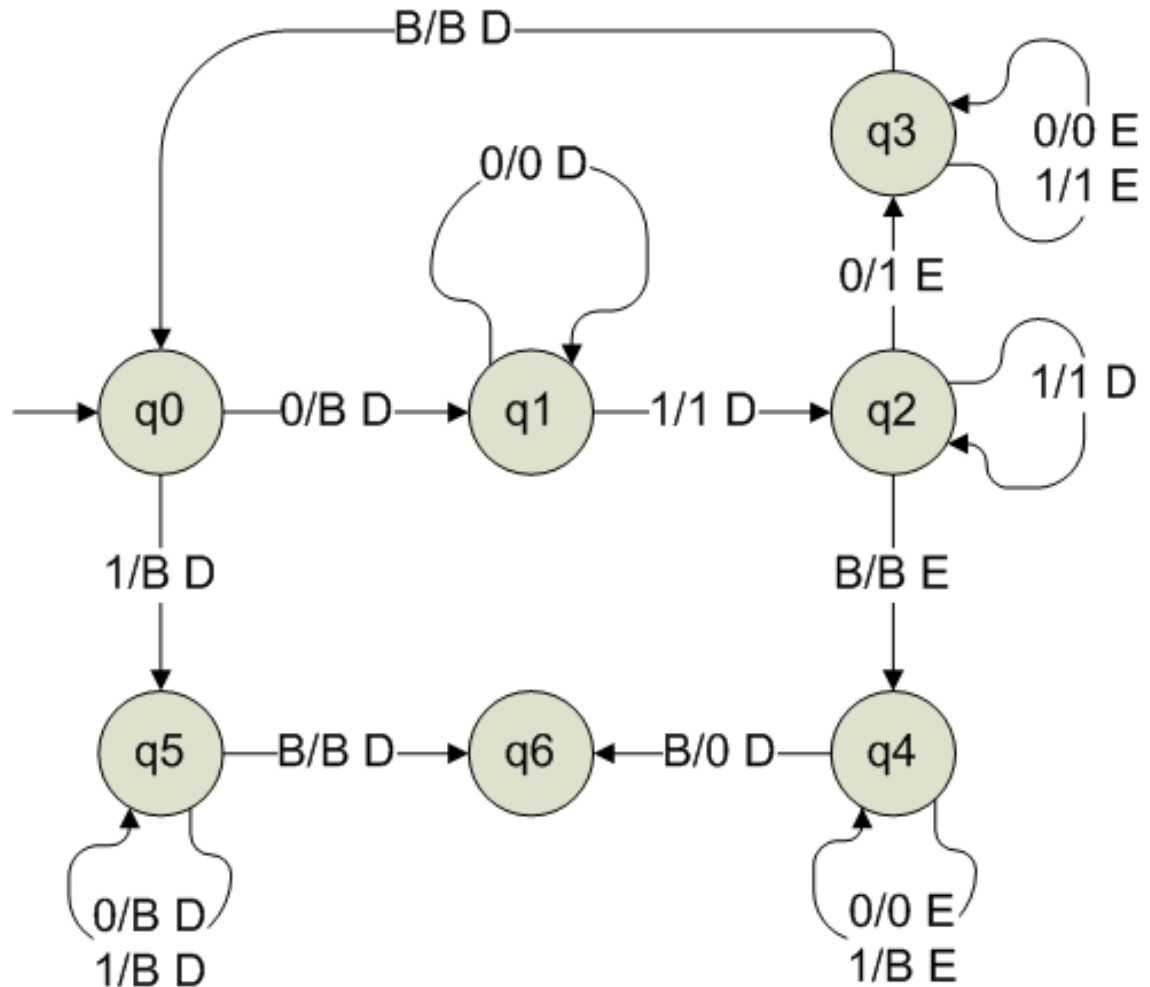 B/B D
q3
0/0 E
1/1 E
0/0 D
0/1 E
q0
0/B D
q1
1/1 D
q2
1/1 D
1/B D
B/B E
q5
B/B D
q6
B/0 D
q4
0/B D
1/B D
0/0 E
1/B E